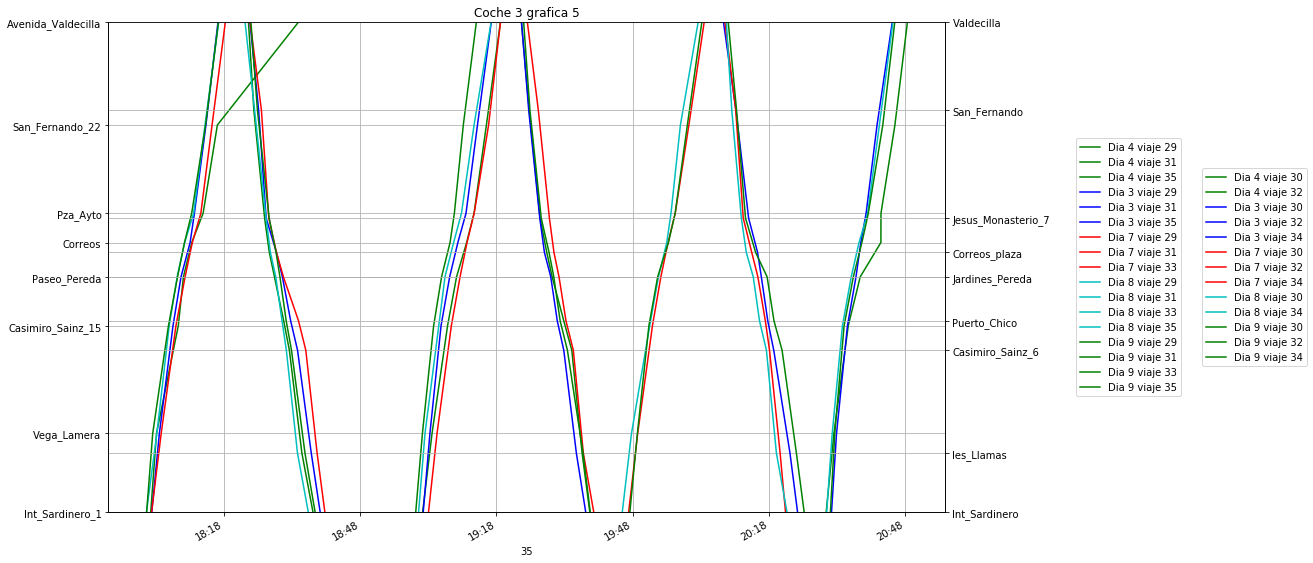 Coche 3 grafica 5
Avenida_Valdecilla
San_Fernando_22
Pza_Ayto
Correos
Paseo_Pereda
Casimiro_Sainz_15
Vega_Lamera
Int_Sardinero_1
Valdecilla
San_Fernando
Jesus_Monasterio_7
Correos_plaza
Jardines_Pereda
Puerto_Chico
Casimiro_Sainz_6
Ies_Llamas
Int_Sardinero
18:18
18:48
19:18
19:48
20:18
20:48
35
Dia 4 viaje 29
Dia 4 viaje 31
Dia 4 viaje 35
Dia 3 viaje 29
Dia 3 viaje 31
Dia 3 viaje 35
Dia 7 viaje 29
Dia 7 viaje 31
Dia 7 viaje 33
Dia 8 viaje 29
Dia 8 viaje 31
Dia 8 viaje 33
Dia 8 viaje 35
Dia 9 viaje 29
Dia 9 viaje 31
Dia 9 viaje 33
Dia 9 viaje 35
Dia 4 viaje 30
Dia 4 viaje 32
Dia 3 viaje 30
Dia 3 viaje 32
Dia 3 viaje 34
Dia 7 viaje 30
Dia 7 viaje 32
Dia 7 viaje 34
Dia 8 viaje 30
Dia 8 viaje 34
Dia 9 viaje 30
Dia 9 viaje 32
Dia 9 viaje 34